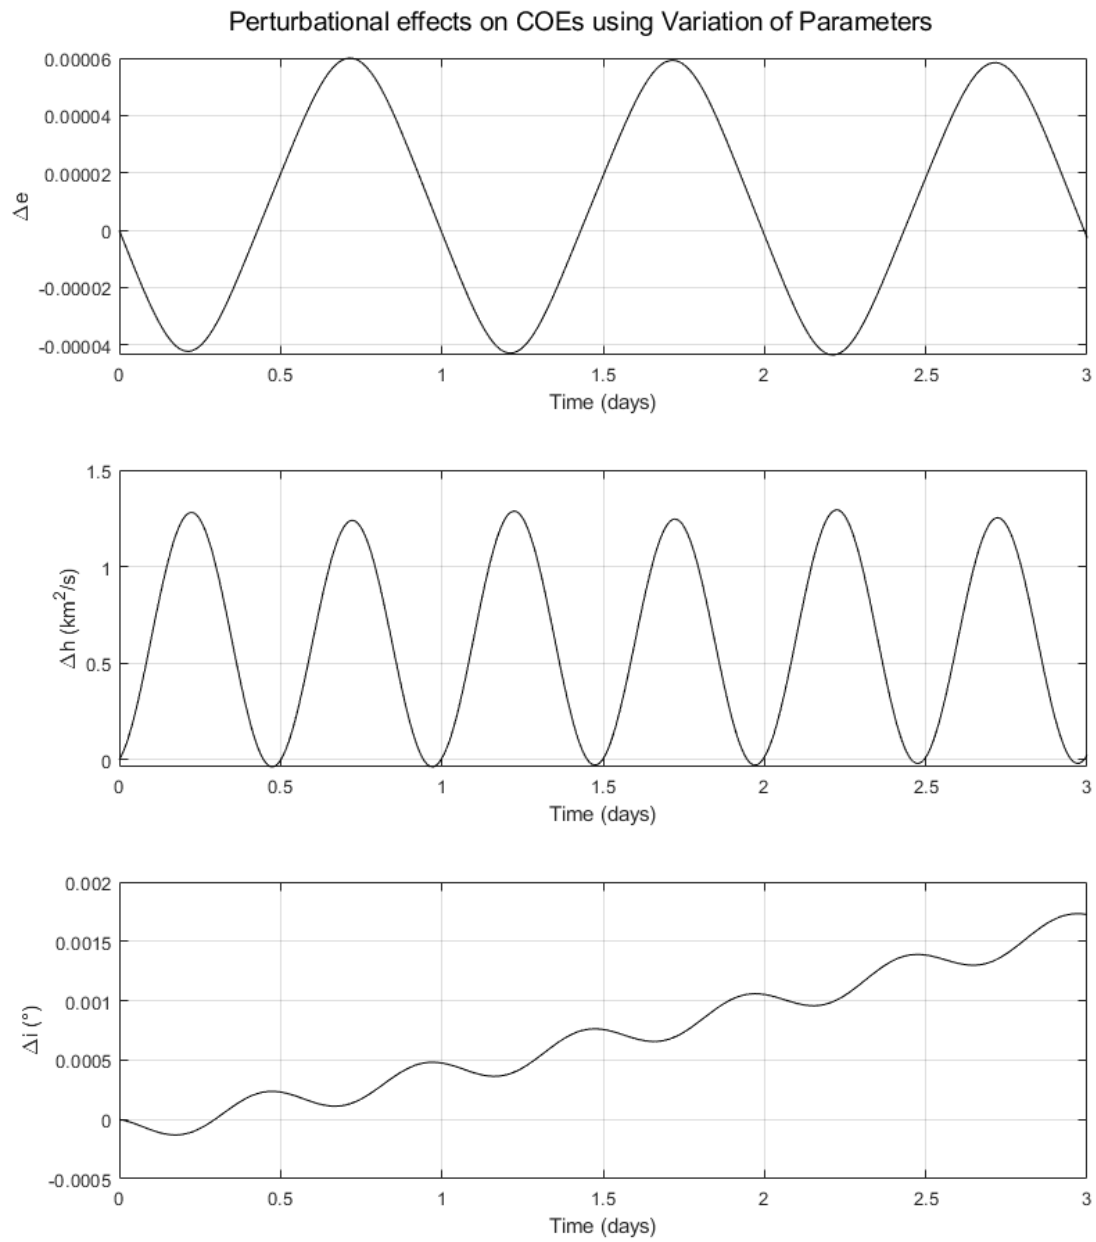 Perturbational effects on COEs using Variation of Parameters
0.00006
0.00004
0.00002
0
-0.00002
-0.00004
Δe
0 0.5 1 1.5 2 2.5 3
Time (days)
1.5
1
0.5
0
Δh (km²/s)
0 0.5 1 1.5 2 2.5 3
Time (days)
0.002
0.0015
0.001
0.0005
0
-0.0005
Δi (°)
0 0.5 1 1.5 2 2.5 3
Time (days)